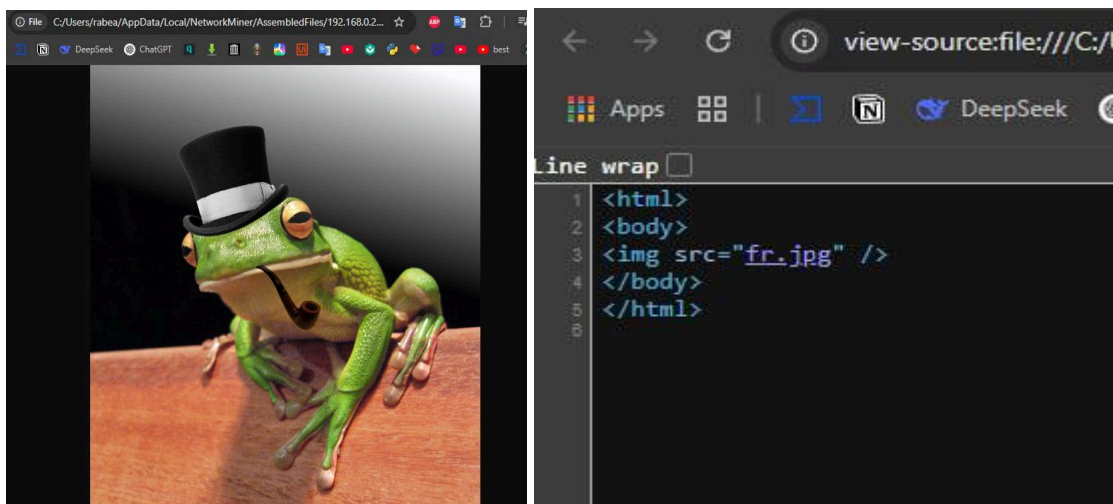 File C:/Users/rabea/AppData/Local/NetworkMiner/AssembledFiles/192.168.0.2...
DeepSeek ChatGPT q UI best
view-source:file:///C:/
Apps DeepSeek
Line wrap
1 <html>
2 <body>
3 <img src="fr.jpg" />
4 </body>
5 </html>
6